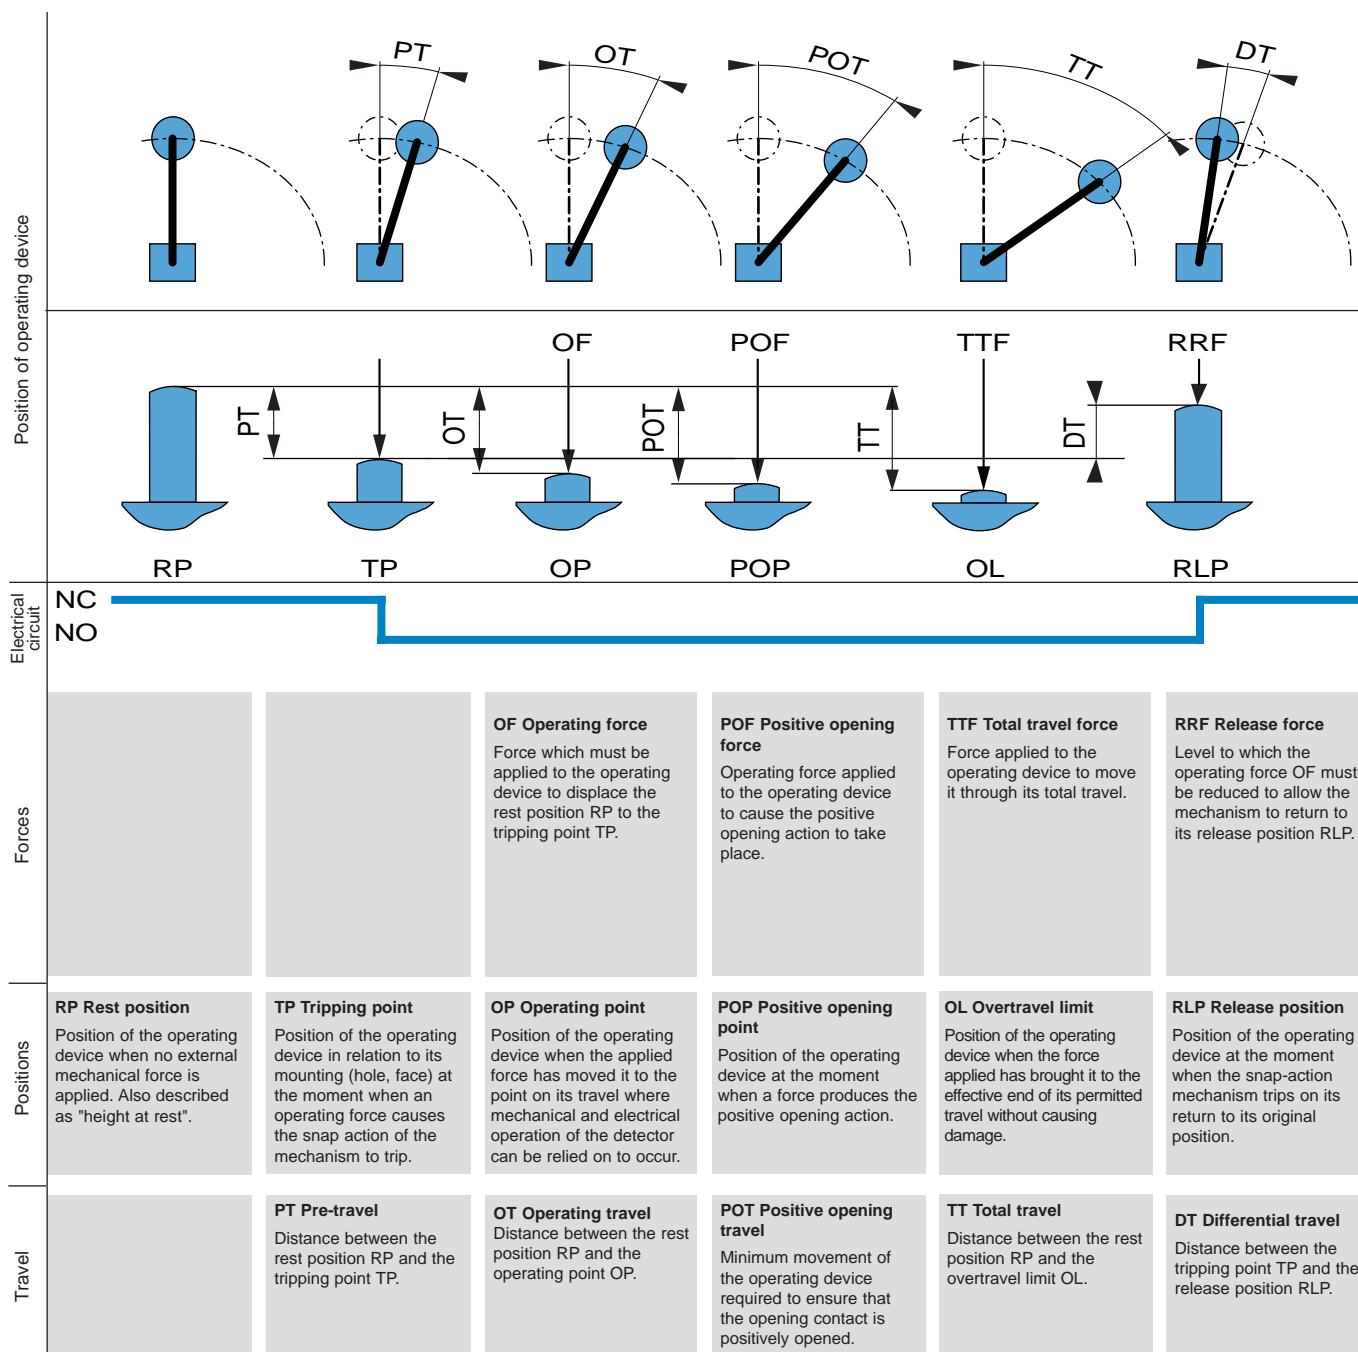 PT
OT
POT
TT
DT
Position of operating device
OF
POF
TTF
RRF
PT
OT
POT
TT
DT
RP
TP
OP
POP
OL
RLP
Electrical
circuit
NC
NO
Forces
OF Operating force
Force which must be
applied to the operating
device to displace the
rest position RP to the
tripping point TP.
POF Positive opening
force
Operating force applied
to the operating device
to cause the positive
opening action to take
place.
TTF Total travel force
Force applied to the
operating device to move
it through its total travel.
RRF Release force
Level to which the
operating force OF must
be reduced to allow the
mechanism to return to
its release position RLP.
Positions
RP Rest position
Position of the operating
device when no external
mechanical force is
applied. Also described
as "height at rest".
TP Tripping point
Position of the operating
device in relation to its
mounting (hole, face) at
the moment when an
operating force causes
the snap action of the
mechanism to trip.
OP Operating point
Position of the operating
device when the applied
force has moved it to the
point on its travel where
mechanical and electrical
operation of the detector
can be relied on to occur.
POP Positive opening
point
Position of the operating
device at the moment
when a force produces the
positive opening action.
OL Overtravel limit
Position of the operating
device when the force
applied has brought it to the
effective end of its permitted
travel without causing
damage.
RLP Release position
Position of the operating
device at the moment
when the snap-action
mechanism trips on its
return to its original
position.
Travel
PT Pre-travel
Distance between the
rest position RP and the
tripping point TP.
OT Operating travel
Distance between the rest
position RP and the
operating point OP.
POT Positive opening
travel
Minimum movement of
the operating device
required to ensure that
the opening contact is
positively opened.
TT Total travel
Distance between the rest
position RP and the
overtravel limit OL.
DT Differential travel
Distance between the
tripping point TP and the
release position RLP.